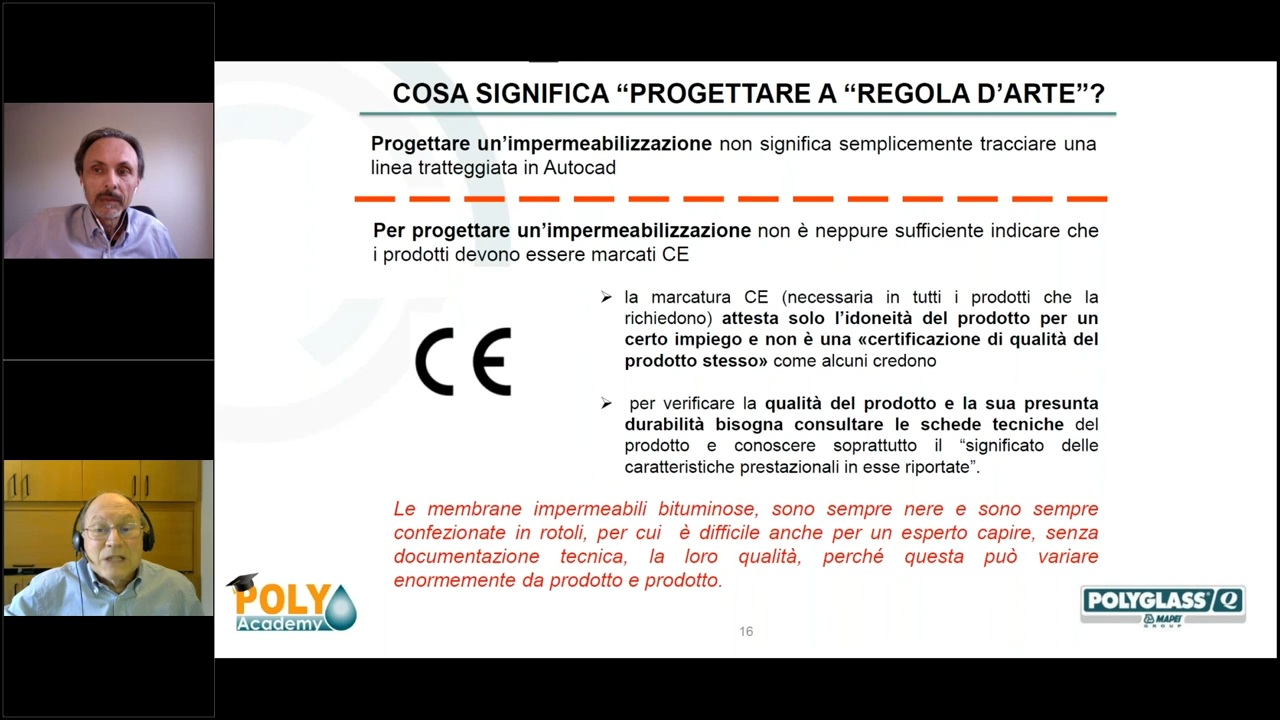 COSA SIGNIFICA “PROGETTARE A “REGOLA D’ARTE”?
Progettare un’impermeabilizzazione non significa semplicemente tracciare una
linea tratteggiata in Autocad
Per progettare un’impermeabilizzazione non è neppure sufficiente indicare che
i prodotti devono essere marcati CE
CE
➢ la marcatura CE (necessaria in tutti i prodotti che la
richiedono) attesta solo l’idoneità del prodotto per un
certo impiego e non è una «certificazione di qualità del
prodotto stesso» come alcuni credono
➢ per verificare la qualità del prodotto e la sua presunta
durabilità bisogna consultare le schede tecniche del
prodotto e conoscere soprattutto il “significato delle
caratteristiche prestazionali in esse riportate”.
Le membrane impermeabili bituminose, sono sempre nere e sono sempre
confezionate in rotoli, per cui è difficile anche per un esperto capire, senza
documentazione tecnica, la loro qualità, perché questa può variare
enormemente da prodotto e prodotto.
POLY
Academy
POLYGLASS
MAPEI
GROUP
16